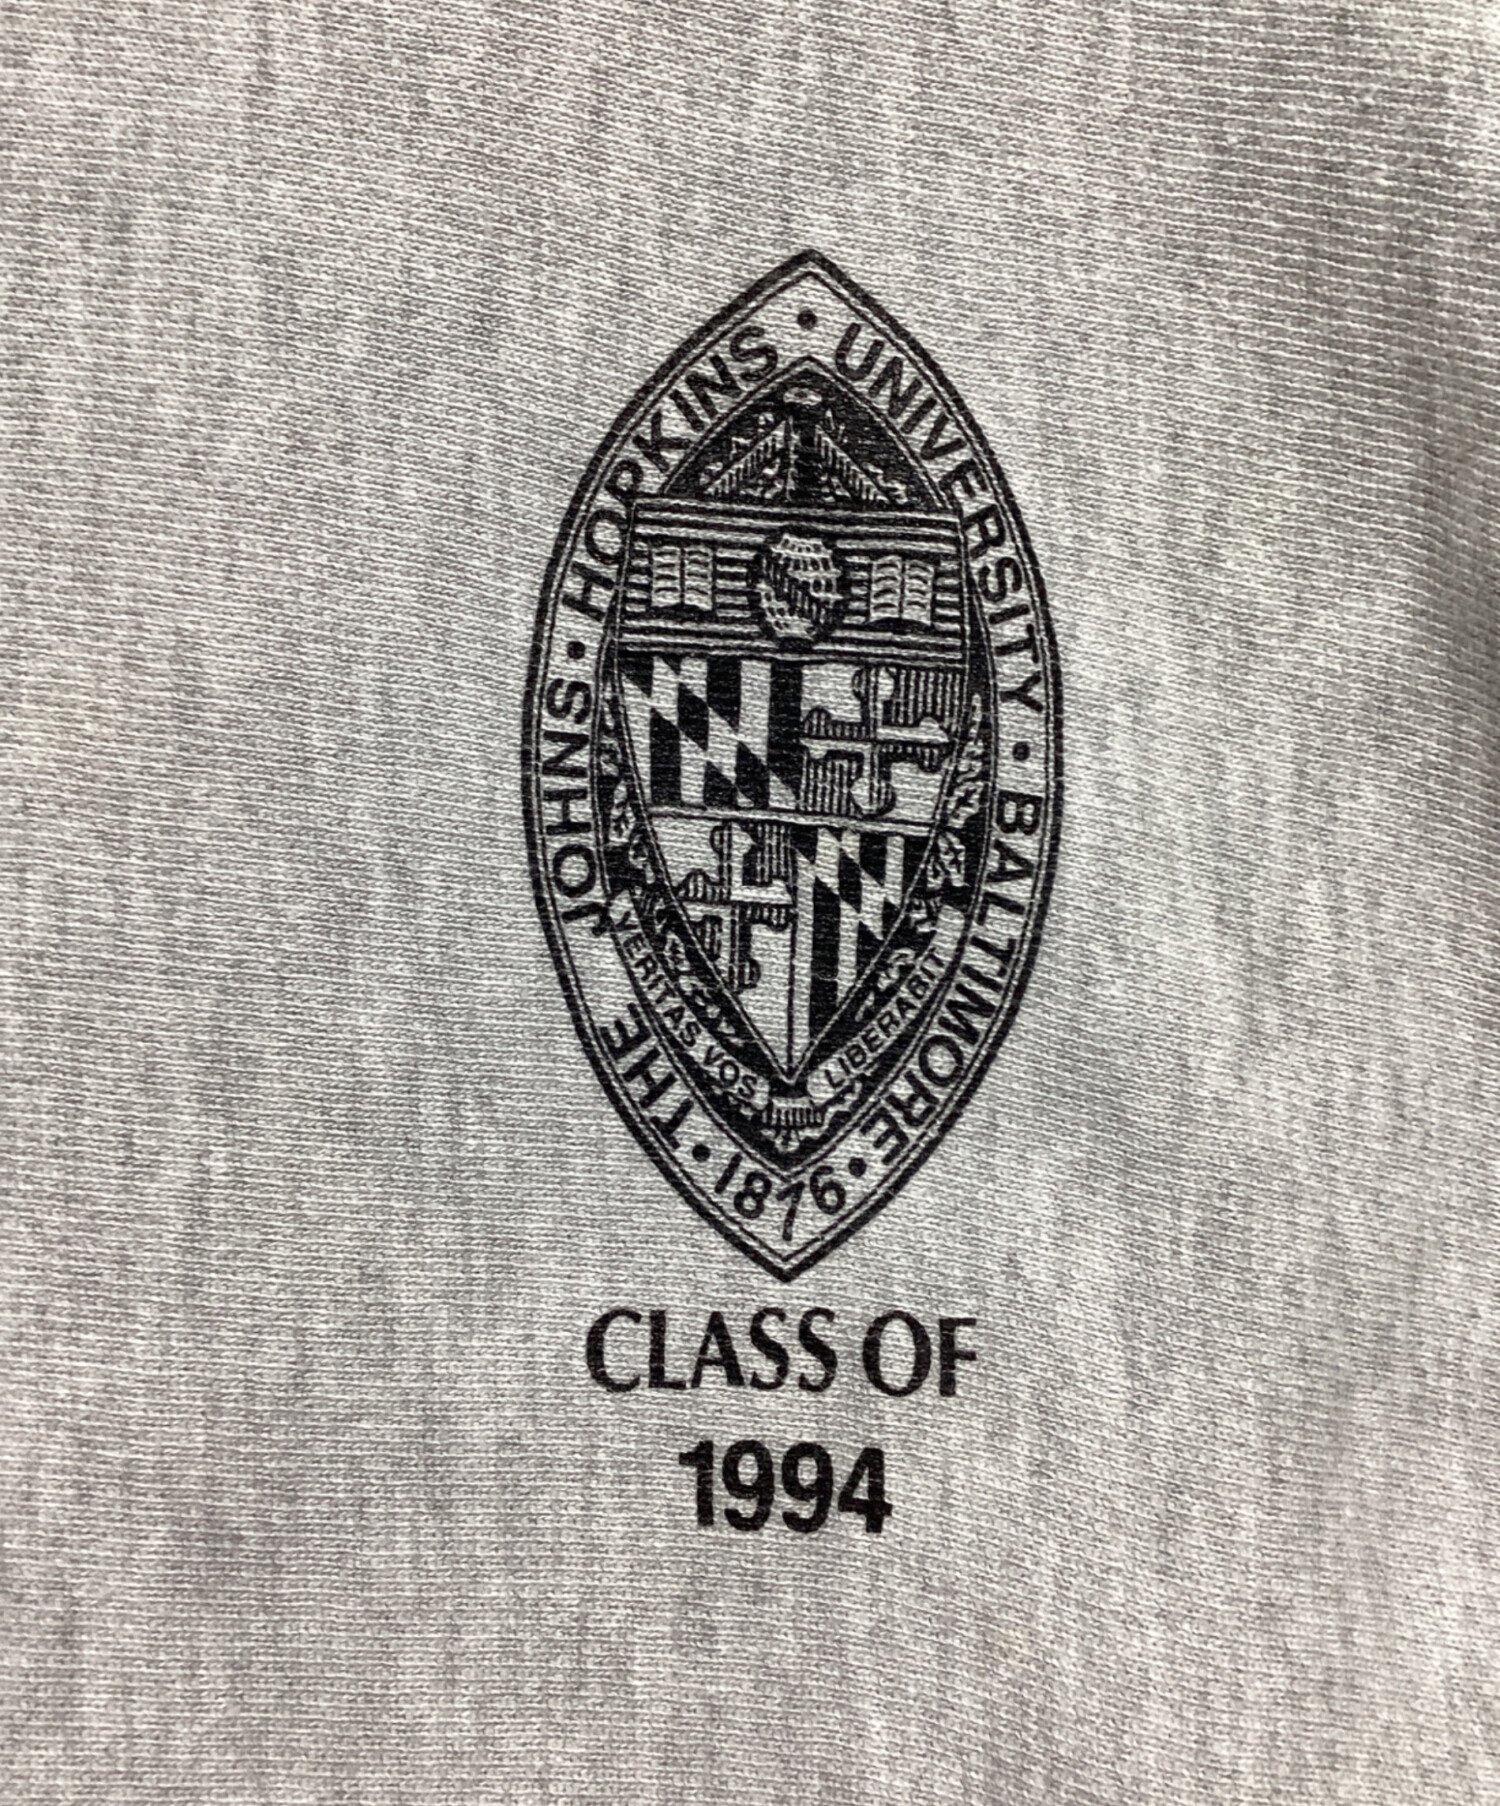 THE · JOHNS · HOPKINS · UNIVERSITY · BALTIMORE · 1876
VERITAS VOS LIBERABIT
CLASS OF
1994